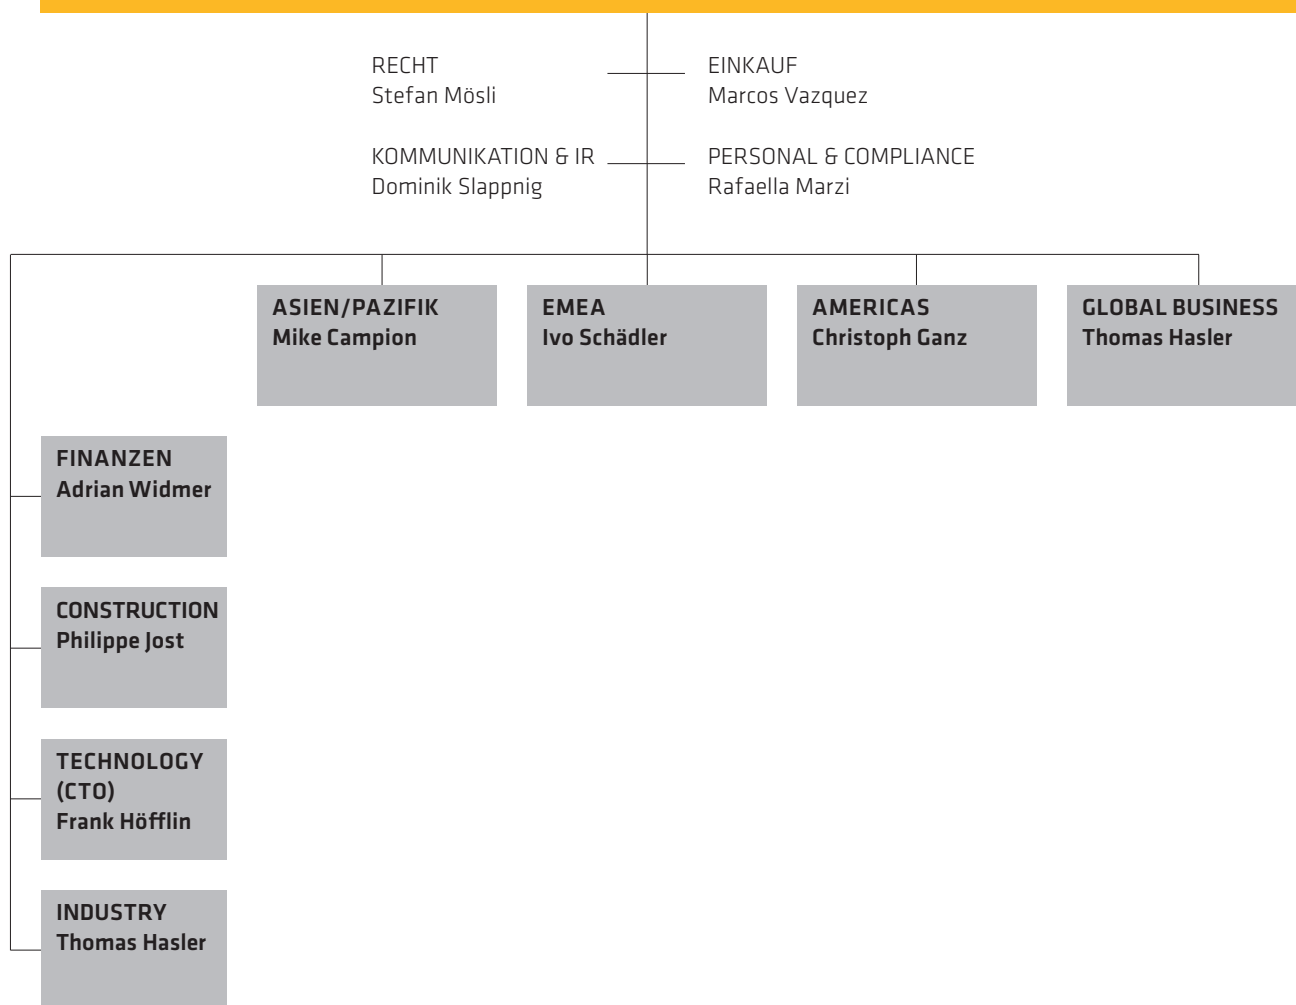 RECHT
Stefan Mösli
EINKAUF
Marcos Vazquez
KOMMUNIKATION & IR
Dominik Slappnig
PERSONAL & COMPLIANCE
Rafaella Marzi
ASIEN/PAZIFIK
Mike Campion
EMEA
Ivo Schädler
AMERICAS
Christoph Ganz
GLOBAL BUSINESS
Thomas Hasler
FINANZEN
Adrian Widmer
CONSTRUCTION
Philippe Jost
TECHNOLOGY
(CTO)
Frank Höfflin
INDUSTRY
Thomas Hasler